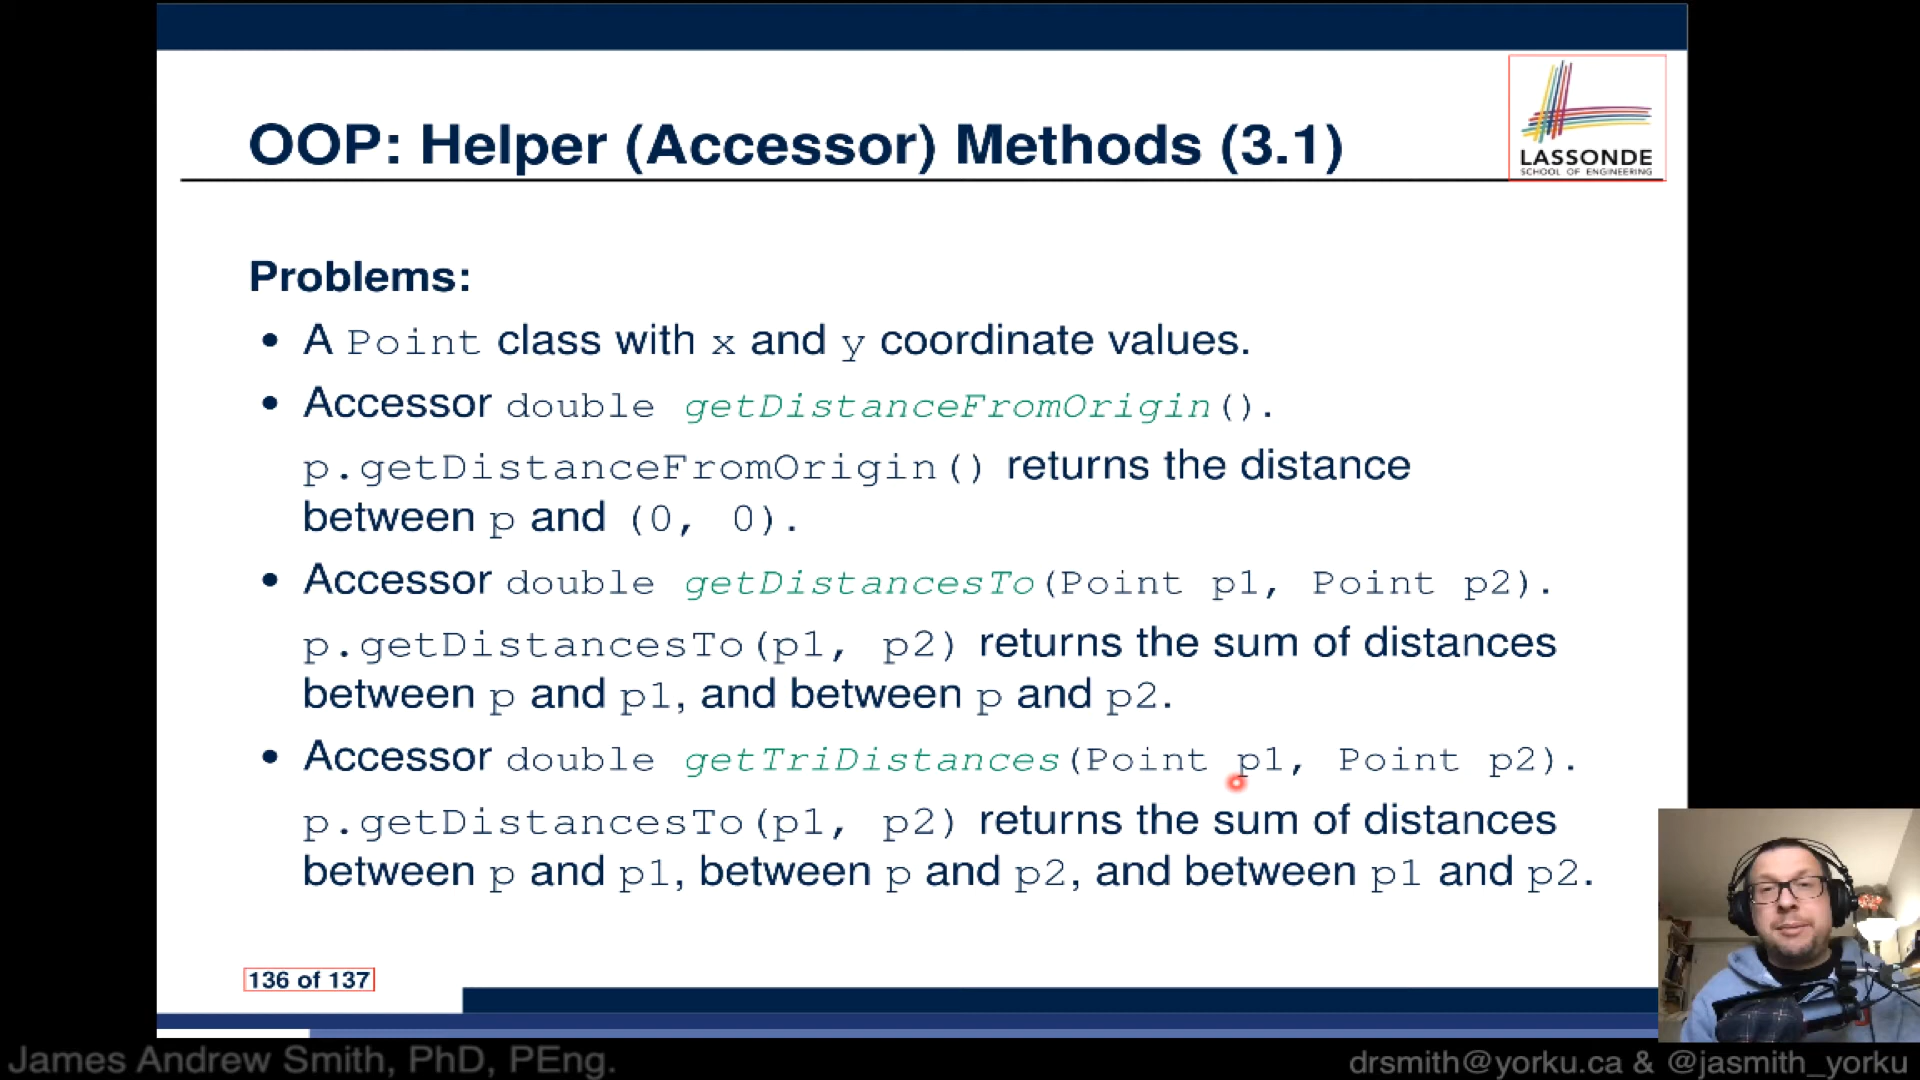 LASSONDE
SCHOOL OF ENGINEERING
OOP: Helper (Accessor) Methods (3.1)
Problems:
• A Point class with x and y coordinate values.
• Accessor double getDistanceFromOrigin().
p.getDistanceFromOrigin() returns the distance
between p and (0, 0).
• Accessor double getDistancesTo(Point p1, Point p2).
p.getDistancesTo(p1, p2) returns the sum of distances
between p and p1, and between p and p2.
• Accessor double getTriDistances(Point p1, Point p2).
p.getDistancesTo(p1, p2) returns the sum of distances
between p and p1, between p and p2, and between p1 and p2.
136 of 137
James Andrew Smith, PhD, PEng.
drsmith@yorku.ca & @jasmith_yorku